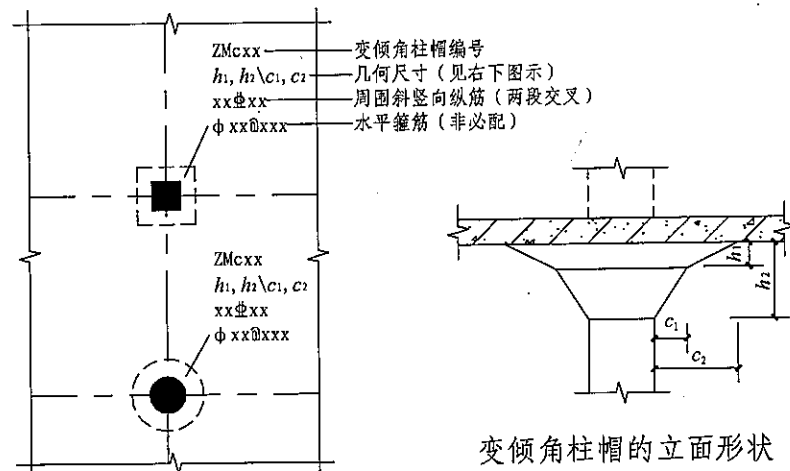 ZMcxx 变倾角柱帽编号
h₁, h₂\c₁, c₂ 几何尺寸（见右下图示）
xx⏀xx 周围斜竖向纵筋（两段交叉）
ϕ xx@xxx 水平箍筋（非必配）
ZMcxx
h₁, h₂\c₁, c₂
xx⏀xx
ϕ xx@xxx
h₁
h₂
c₁
c₂
变倾角柱帽的立面形状